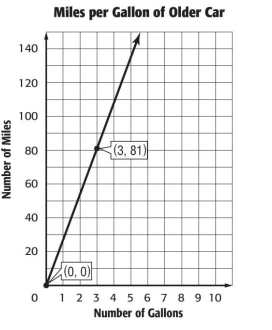 Miles per Gallon of Older Car
Number of Miles
140
120
100
80
60
40
20
(3, 81)
(0, 0)
0 1 2 3 4 5 6 7 8 9 10
Number of Gallons